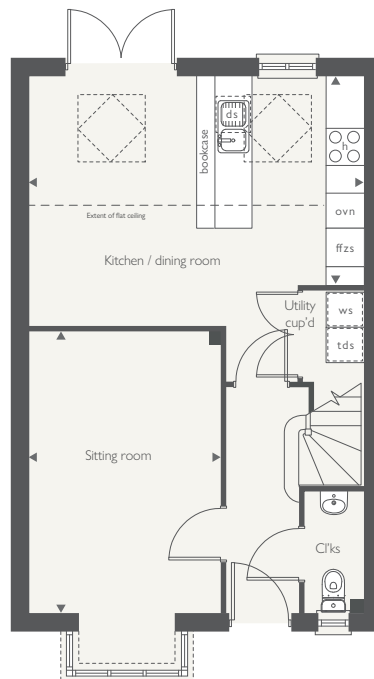 ds
bookcase
h
ovn
Extent of flat ceiling
ffzs
Kitchen / dining room
Utility
cup'd
ws
tds
Sitting room
Cl'ks